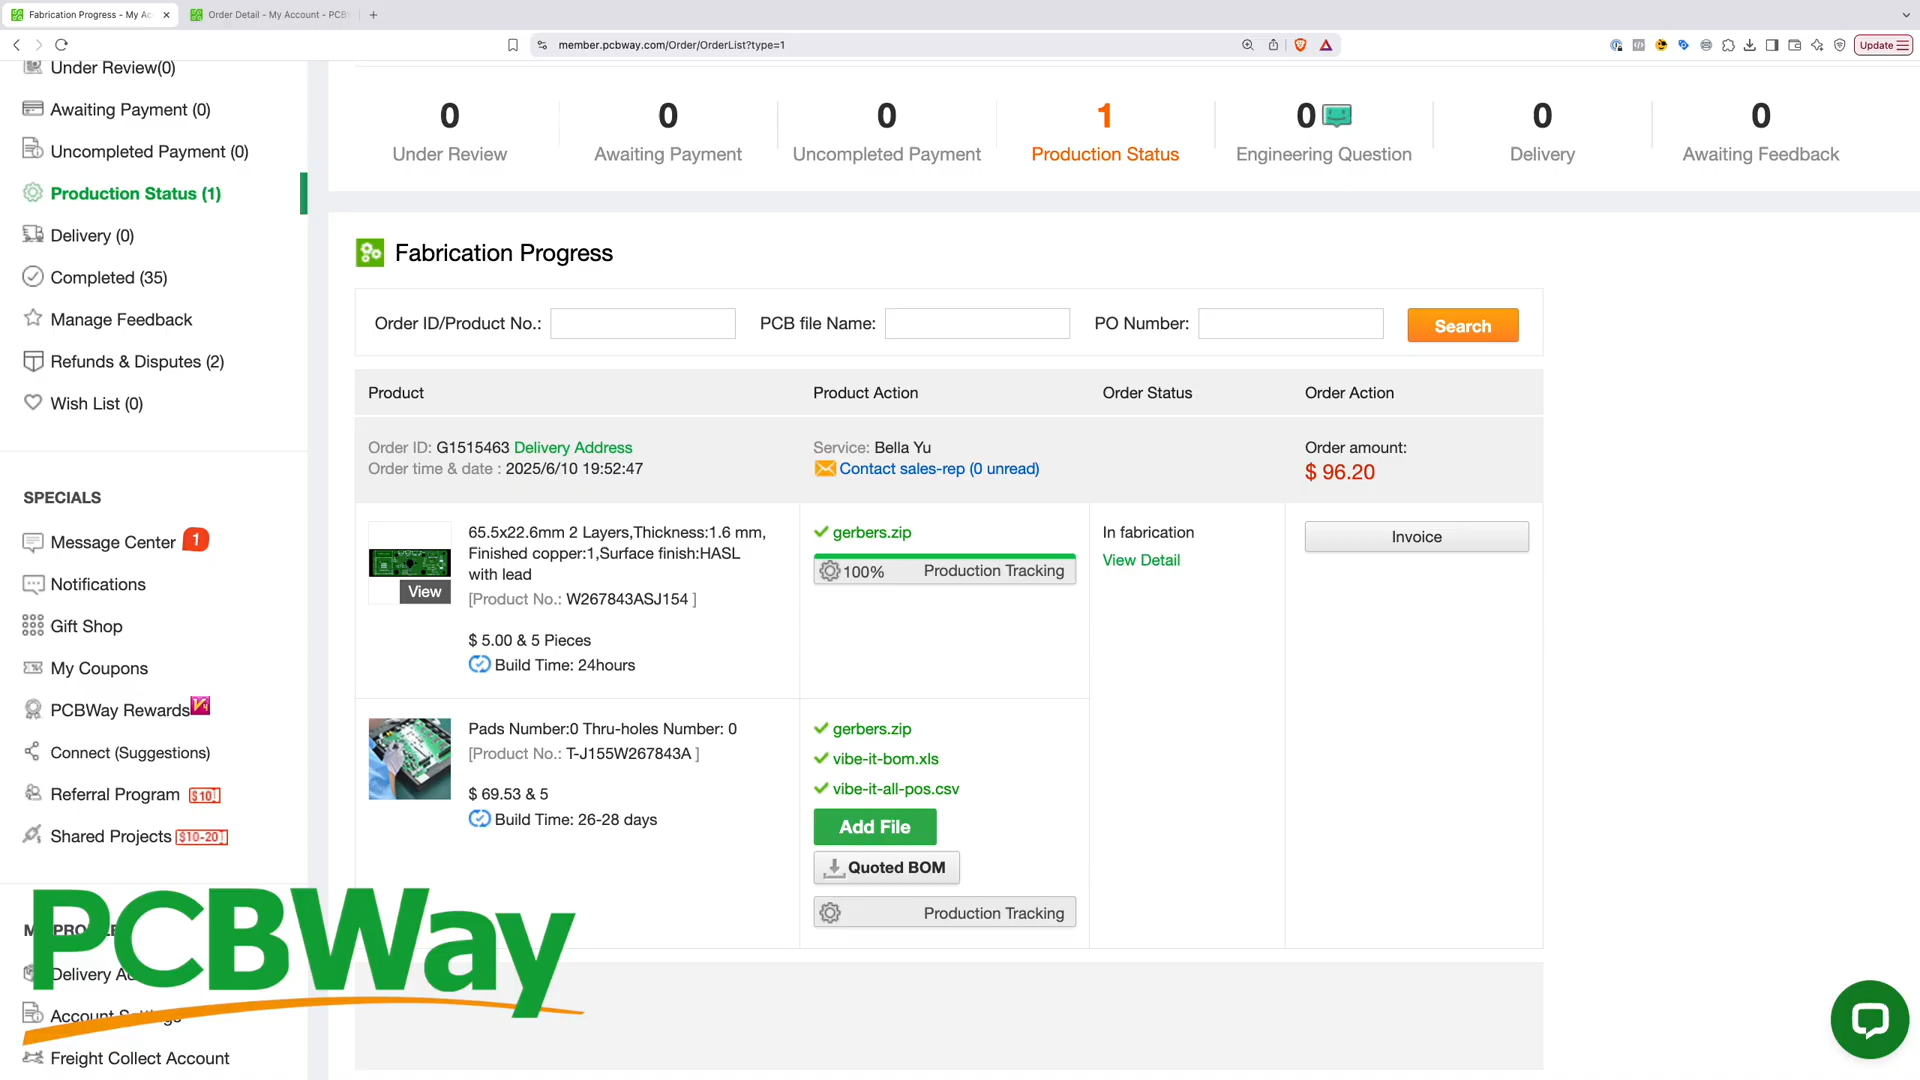 Fabrication Progress - My Ac
Order Detail - My Account - PCBW
member.pcbway.com/Order/OrderList?type=1
Update
Under Review(0)
Awaiting Payment (0)
Uncompleted Payment (0)
Production Status (1)
Delivery (0)
Completed (35)
Manage Feedback
Refunds & Disputes (2)
Wish List (0)
SPECIALS
Message Center 1
Notifications
Gift Shop
My Coupons
PCBWay Rewards
Connect (Suggestions)
Referral Program $10
Shared Projects $10-20
Delivery Ad
Account Settings
Freight Collect Account
PCBWay
0 0 0 1 0 0 0
Under Review Awaiting Payment Uncompleted Payment Production Status Engineering Question Delivery Awaiting Feedback
Fabrication Progress
Order ID/Product No.: PCB file Name: PO Number: Search
Product Product Action Order Status Order Action
Order ID: G1515463 Delivery Address Service: Bella Yu Order amount:
Order time & date : 2025/6/10 19:52:47 Contact sales-rep (0 unread) $ 96.20
65.5x22.6mm 2 Layers,Thickness:1.6 mm,
Finished copper:1,Surface finish:HASL
with lead
View
[Product No.: W267843ASJ154 ]
$ 5.00 & 5 Pieces
Build Time: 24hours
gerbers.zip
100% Production Tracking
In fabrication
View Detail
Invoice
Pads Number:0 Thru-holes Number: 0
[Product No.: T-J155W267843A ]
$ 69.53 & 5
Build Time: 26-28 days
gerbers.zip
vibe-it-bom.xls
vibe-it-all-pos.csv
Add File
Quoted BOM
Production Tracking